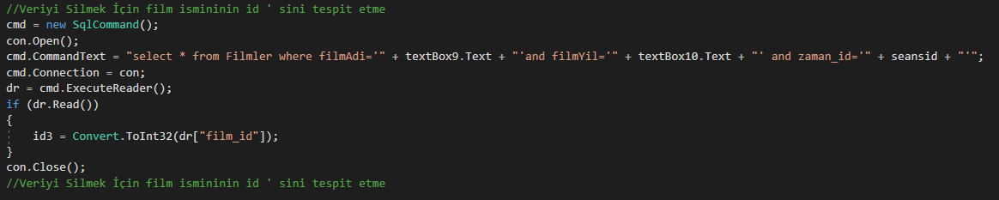 //Veriyi Silmek İçin film ismininin id ' sini tespit etme
cmd = new SqlCommand();
con.Open();
cmd.CommandText = "select * from Filmler where filmAdi='" + textBox9.Text + "'and filmYil='" + textBox10.Text + "' and zaman_id='" + seansid + "'";
cmd.Connection = con;
dr = cmd.ExecuteReader();
if (dr.Read())
{
    id3 = Convert.ToInt32(dr["film_id"]);
}
con.Close();
//Veriyi Silmek İçin film ismininin id ' sini tespit etme